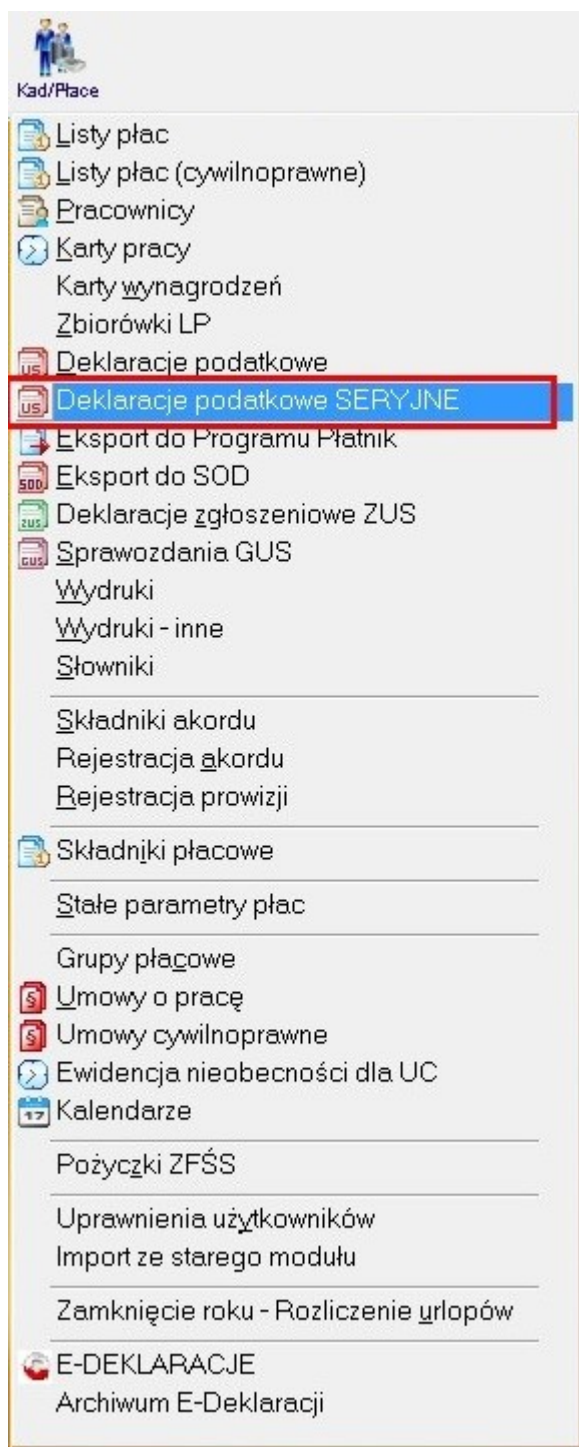 Kad/Płace
Listy płac
Listy płac (cywilnoprawne)
Pracownicy
Karty pracy
Karty wynagrodzeń
Zbiorówki LP
Deklaracje podatkowe
Deklaracje podatkowe SERYJNE
Eksport do Programu Płatnik
Eksport do SOD
Deklaracje zgłoszeniowe ZUS
Sprawozdania GUS
Wydruki
Wydruki - inne
Słowniki
Składniki akordu
Rejestracja akordu
Rejestracja prowizji
Składniki płacowe
Stałe parametry płac
Grupy płacowe
Umowy o pracę
Umowy cywilnoprawne
Ewidencja nieobecności dla UC
Kalendarze
Pożyczki ZFŚS
Uprawnienia użytkowników
Import ze starego modułu
Zamknięcie roku - Rozliczenie urlopów
E-DEKLARACJE
Archiwum E-Deklaracji